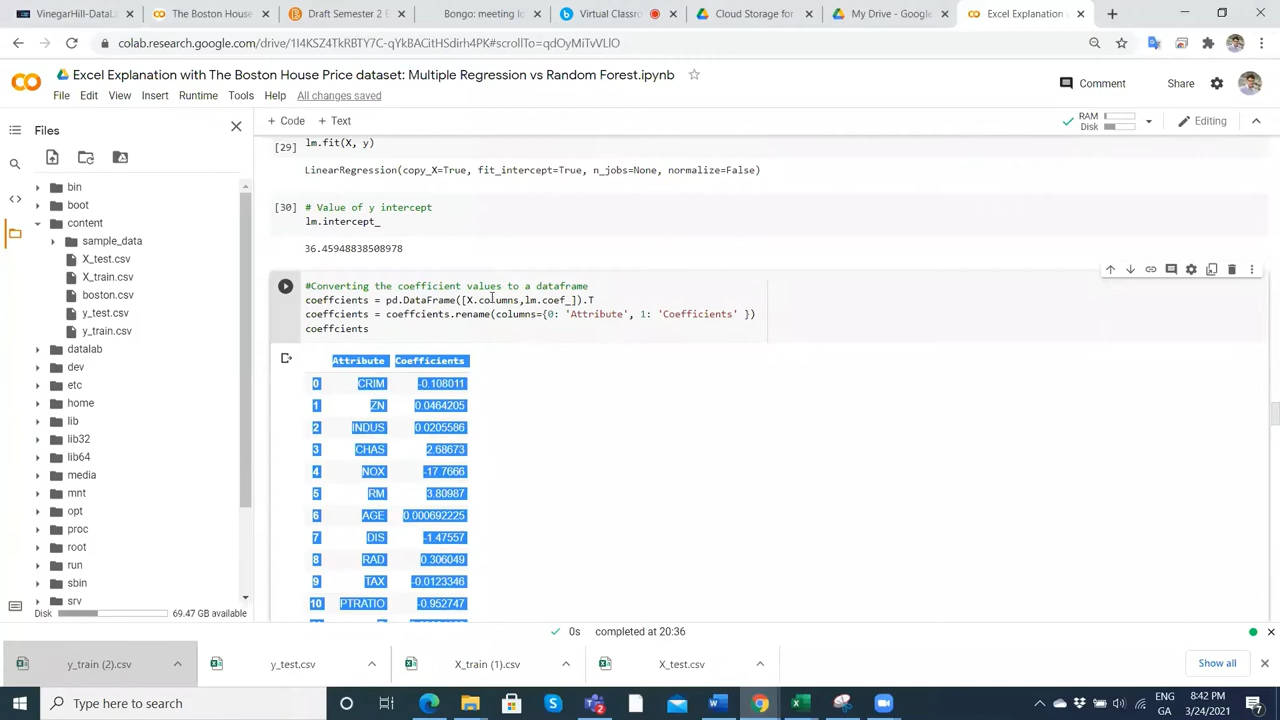 VinegarHill-DataLa
The Boston House
Draft Semester 2 E
Bongo: meeting lo
Virtual Classro
Cloud Storage for
My Drive - Google
Excel Explanation
colab.research.google.com/drive/1I4KSZ4TkRBTY7C-qYkBACitHSdirh4PK#scrollTo=qdOyMiTvVLlO
Excel Explanation with The Boston House Price dataset: Multiple Regression vs Random Forest.ipynb
File Edit View Insert Runtime Tools Help All changes saved
Comment Share
+ Code + Text
RAM
Disk
Editing
Files
bin
boot
content
sample_data
X_test.csv
X_train.csv
boston.csv
y_test.csv
y_train.csv
datalab
dev
etc
home
lib
lib32
lib64
media
mnt
opt
proc
root
run
sbin
srv
Disk 69.47 GB available
[29] lm.fit(X, y)
LinearRegression(copy_X=True, fit_intercept=True, n_jobs=None, normalize=False)
[30] # Value of y intercept
lm.intercept_
36.45948838508978
#Converting the coefficient values to a dataframe
coeffcients = pd.DataFrame([X.columns,lm.coef_]).T
coeffcients = coeffcients.rename(columns={0: 'Attribute', 1: 'Coefficients' })
coeffcients
Attribute Coefficients
0 CRIM -0.108011
1 ZN 0.0464205
2 INDUS 0.0205586
3 CHAS 2.68673
4 NOX -17.7666
5 RM 3.80987
6 AGE 0.000692225
7 DIS -1.47557
8 RAD 0.306049
9 TAX -0.0123346
10 PTRATIO -0.952747
0s completed at 20:36
y_train (2).csv
y_test.csv
X_train (1).csv
X_test.csv
Show all
Type here to search
ENG
GA
8:42 PM
3/24/2021